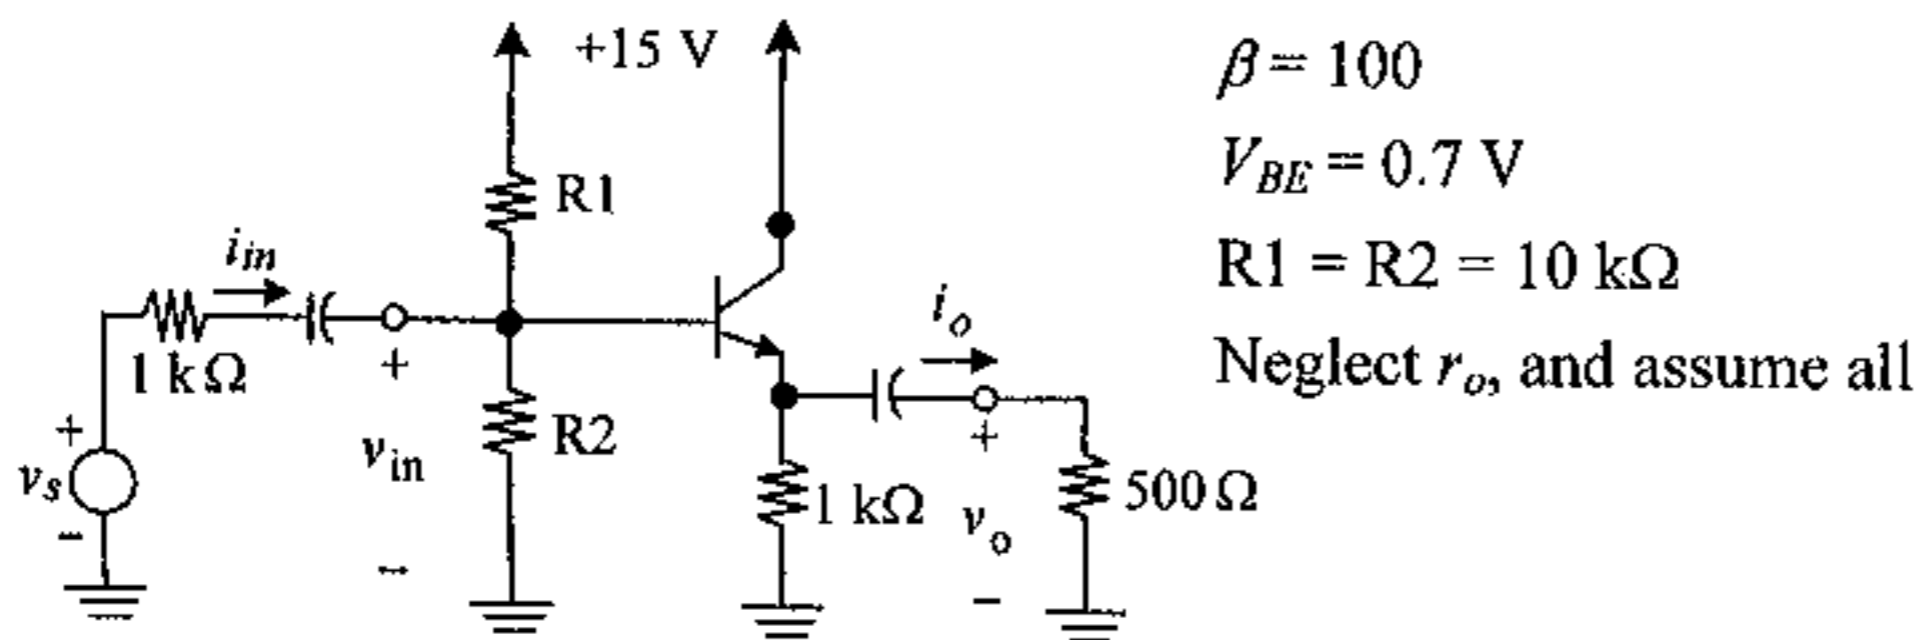 +15 V
β = 100
V_BE = 0.7 V
R1
R1 = R2 = 10 kΩ
i_in
i_o
1 kΩ
Neglect r_o, and assume all
+
+
R2
v_in
+
v_s
1 kΩ
v_o
500 Ω
-
-
-